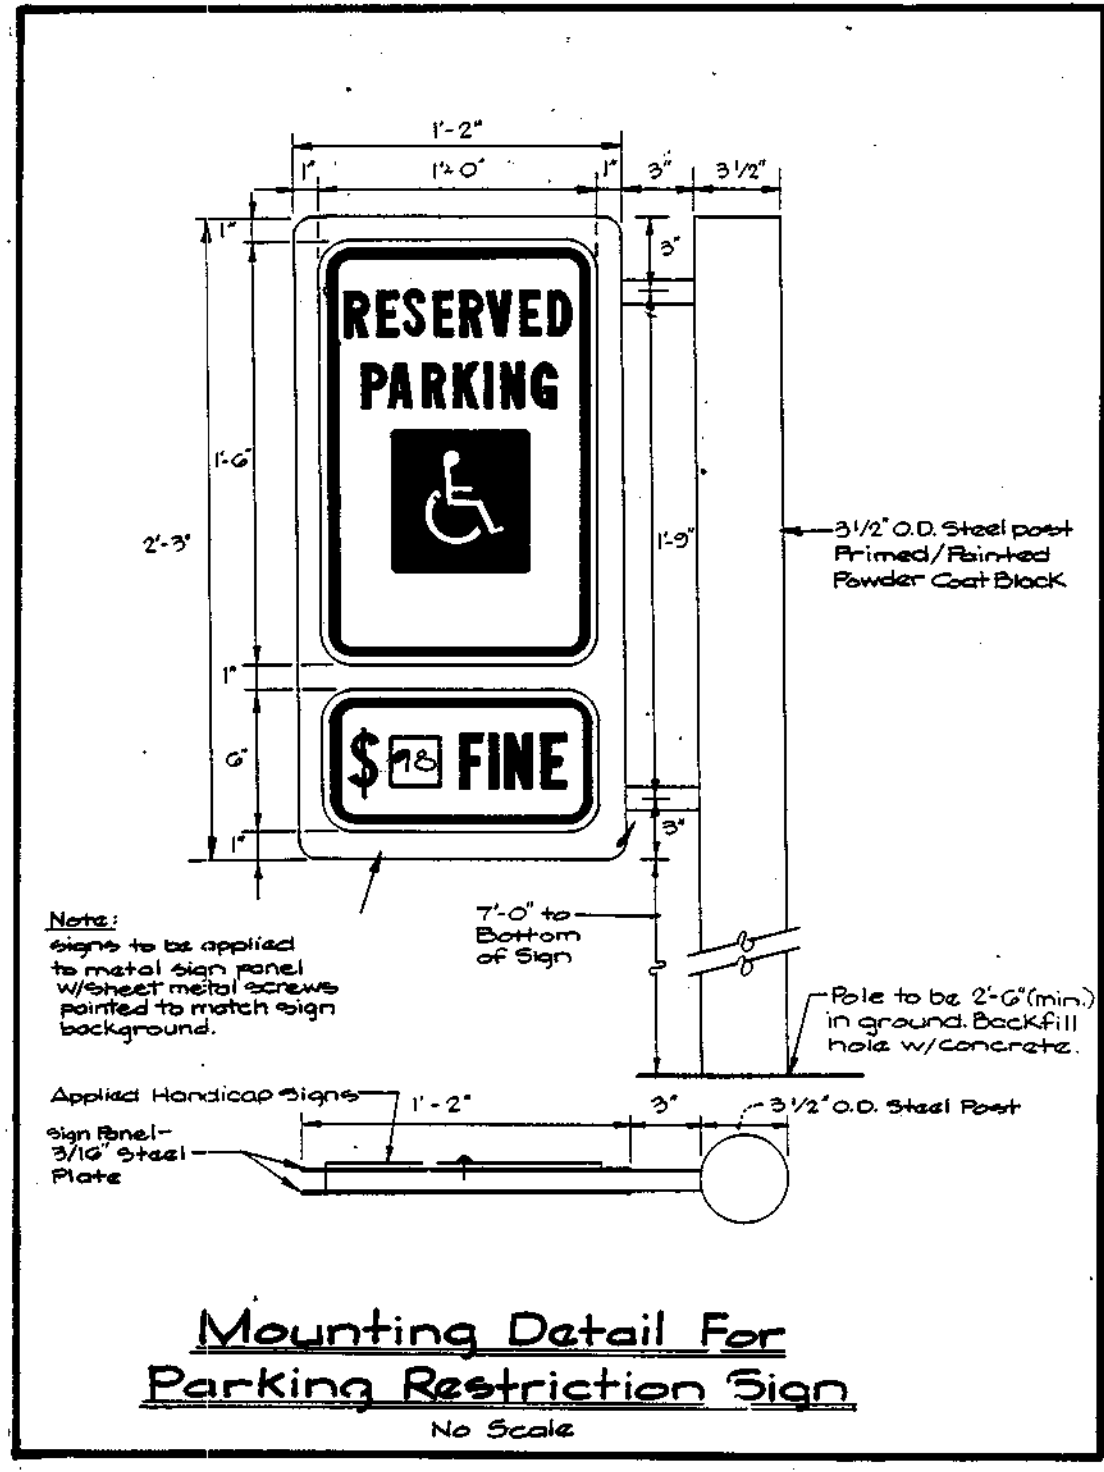 1'-2"
1" 1'-0" 1" 3" 3 1/2"
1"
3"
RESERVED
PARKING
1'-6"
2'-3"
1'-9"
3 1/2" O.D. Steel post
Primed/Painted
Powder Coat Black
1"
6"
$ FINE
1"
3"
Note:
signs to be applied
to metal sign panel
w/sheet metal screws
painted to match sign
background.
7'-0" to
Bottom
of Sign
Pole to be 2'-6" (min.)
in ground. Backfill
hole w/concrete.
Applied Handicap Signs
1'-2" 3" 3 1/2" O.D. Steel Post
Sign Panel-
3/16" Steel
Plate
Mounting Detail For
Parking Restriction Sign
No Scale